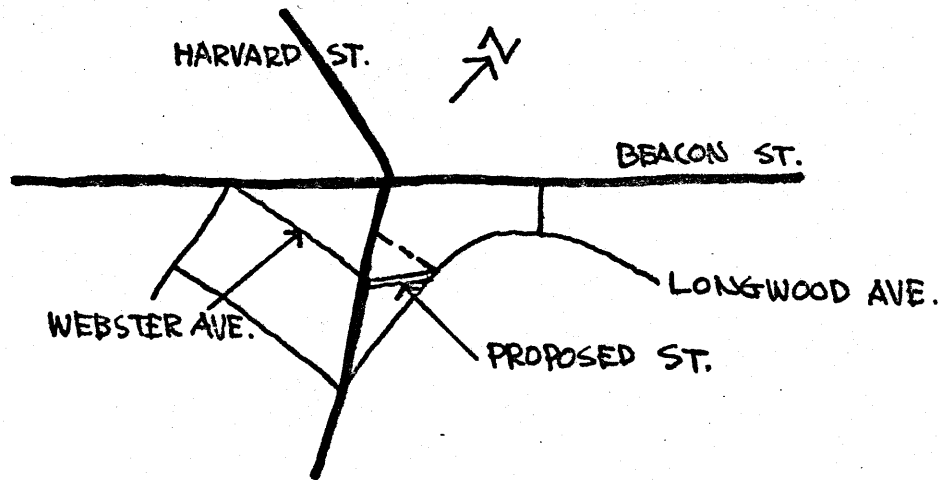 HARVARD ST.
N
BEACON ST.
WEBSTER AVE.
LONGWOOD AVE.
PROPOSED ST.